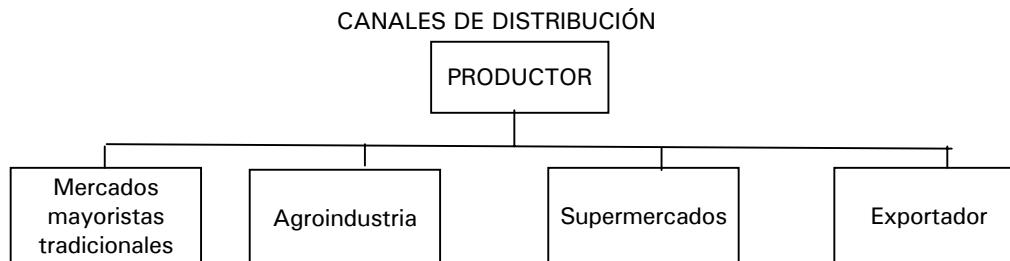 CANALES DE DISTRIBUCIÓN
PRODUCTOR
Mercados
mayoristas
tradicionales
Agroindustria
Supermercados
Exportador